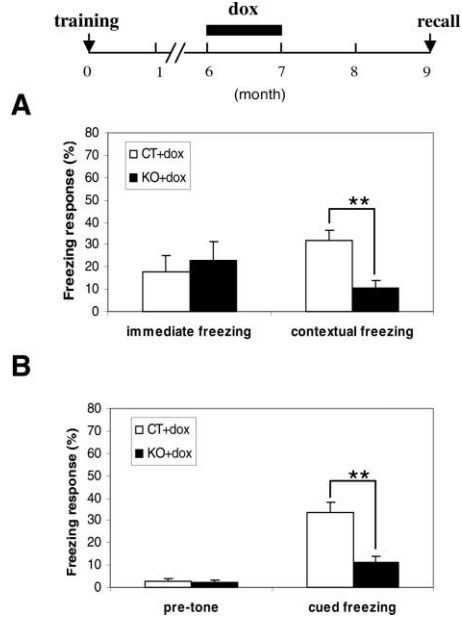 dox
training recall
0 1 6 7 8 9
(month)
A
Freezing response (%)
80
70
60
50
40
30
20
10
0
CT+dox
KO+dox
**
immediate freezing contextual freezing
B
Freezing response (%)
80
70
60
50
40
30
20
10
0
CT+dox
KO+dox
**
pre-tone cued freezing